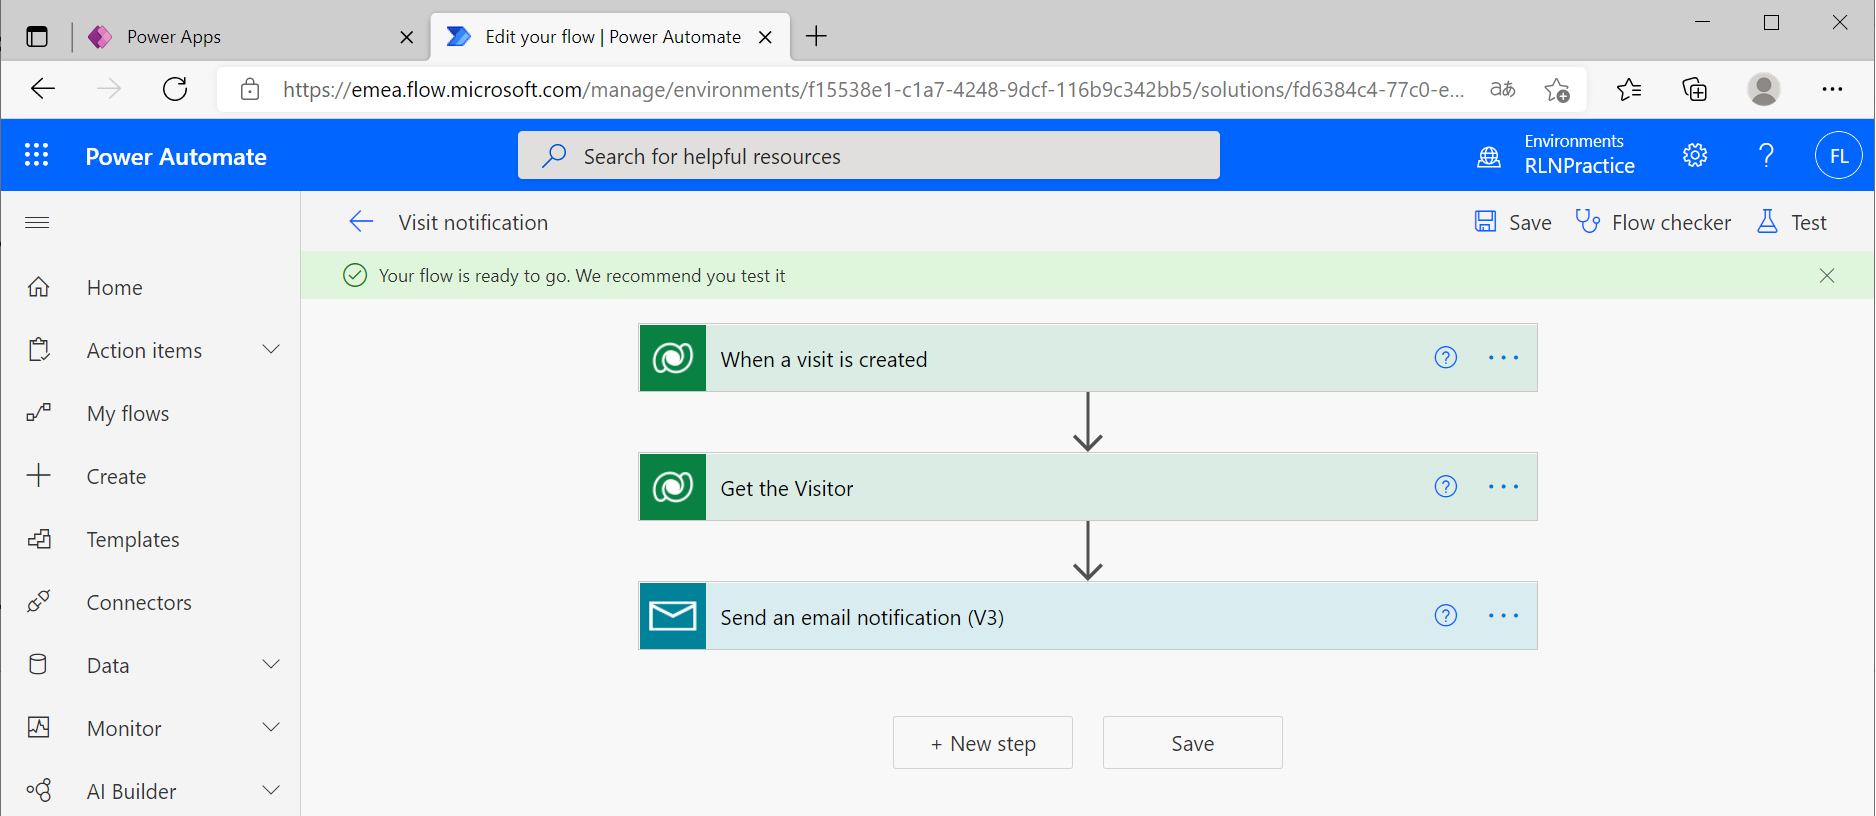 Power Apps
Edit your flow | Power Automate
https://emea.flow.microsoft.com/manage/environments/f15538e1-c1a7-4248-9dcf-116b9c342bb5/solutions/fd6384c4-77c0-e...
aあ
Power Automate
Search for helpful resources
Environments
RLNPractice
?
FL
Visit notification
Save
Flow checker
Test
Your flow is ready to go. We recommend you test it
Home
Action items
My flows
Create
Templates
Connectors
Data
Monitor
AI Builder
When a visit is created
?
Get the Visitor
?
Send an email notification (V3)
?
+ New step
Save